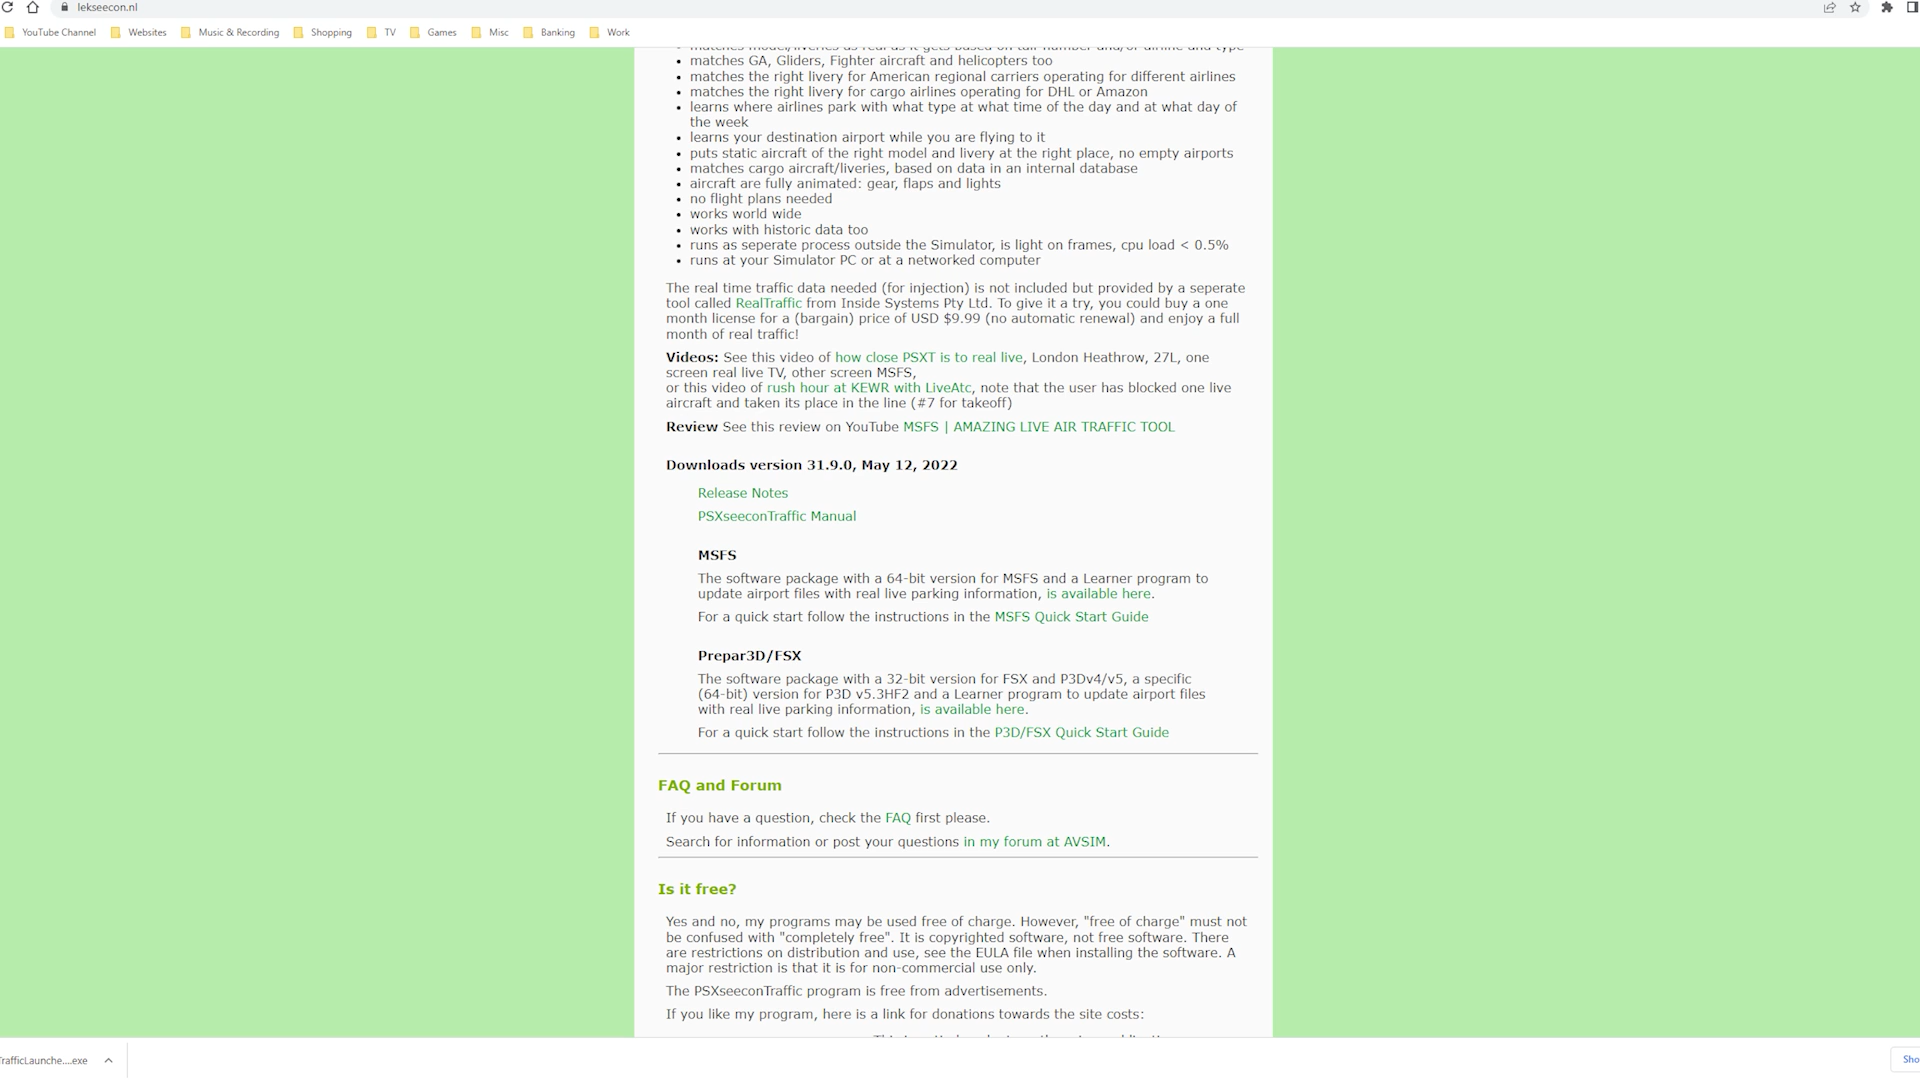 lekseecon.nl
YouTube Channel Websites Music & Recording Shopping TV Games Misc Banking Work
matches model/liveries as real as it gets based on tail number and/or airline and type
matches GA, Gliders, Fighter aircraft and helicopters too
matches the right livery for American regional carriers operating for different airlines
matches the right livery for cargo airlines operating for DHL or Amazon
learns where airlines park with what type at what time of the day and at what day of
the week
learns your destination airport while you are flying to it
puts static aircraft of the right model and livery at the right place, no empty airports
matches cargo aircraft/liveries, based on data in an internal database
aircraft are fully animated: gear, flaps and lights
no flight plans needed
works world wide
works with historic data too
runs as seperate process outside the Simulator, is light on frames, cpu load < 0.5%
runs at your Simulator PC or at a networked computer
The real time traffic data needed (for injection) is not included but provided by a seperate
tool called RealTraffic from Inside Systems Pty Ltd. To give it a try, you could buy a one
month license for a (bargain) price of USD $9.99 (no automatic renewal) and enjoy a full
month of real traffic!
Videos: See this video of how close PSXT is to real live, London Heathrow, 27L, one
screen real live TV, other screen MSFS,
or this video of rush hour at KEWR with LiveAtc, note that the user has blocked one live
aircraft and taken its place in the line (#7 for takeoff)
Review See this review on YouTube MSFS | AMAZING LIVE AIR TRAFFIC TOOL
Downloads version 31.9.0, May 12, 2022
Release Notes
PSXseeconTraffic Manual
MSFS
The software package with a 64-bit version for MSFS and a Learner program to
update airport files with real live parking information, is available here.
For a quick start follow the instructions in the MSFS Quick Start Guide
Prepar3D/FSX
The software package with a 32-bit version for FSX and P3Dv4/v5, a specific
(64-bit) version for P3D v5.3HF2 and a Learner program to update airport files
with real live parking information, is available here.
For a quick start follow the instructions in the P3D/FSX Quick Start Guide
FAQ and Forum
If you have a question, check the FAQ first please.
Search for information or post your questions in my forum at AVSIM.
Is it free?
Yes and no, my programs may be used free of charge. However, "free of charge" must not
be confused with "completely free". It is copyrighted software, not free software. There
are restrictions on distribution and use, see the EULA file when installing the software. A
major restriction is that it is for non-commercial use only.
The PSXseeconTraffic program is free from advertisements.
If you like my program, here is a link for donations towards the site costs:
TrafficLaunche....exe
Sho